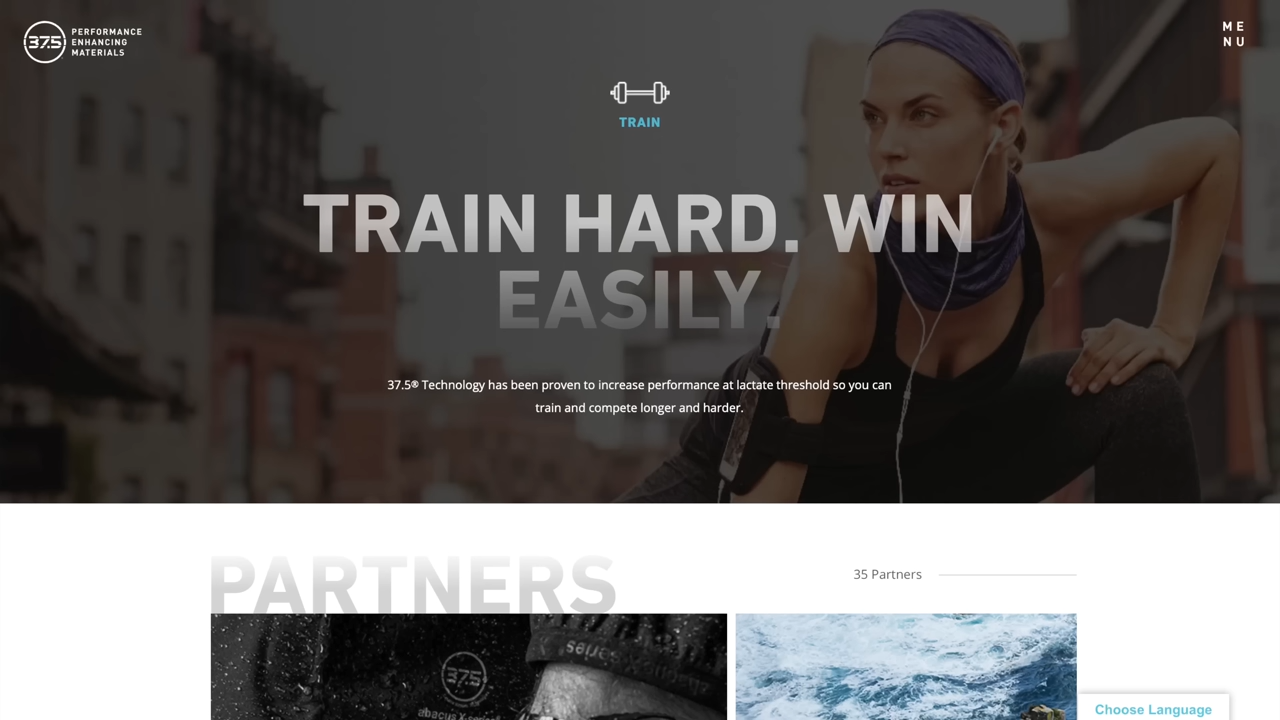 37.5
PERFORMANCE
ENHANCING
MATERIALS
ME
NU
TRAIN
TRAIN HARD. WIN
EASILY.
37.5® Technology has been proven to increase performance at lactate threshold so you can
train and compete longer and harder.
PARTNERS
35 Partners
37.5
Choose Language